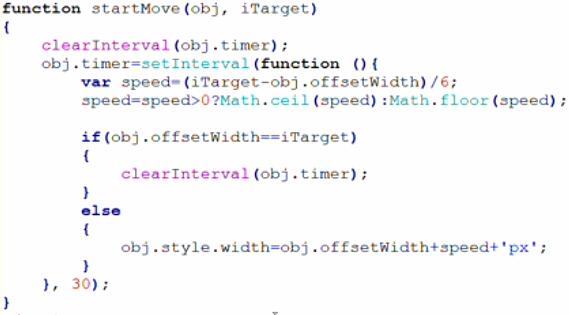 function startMove(obj, iTarget)
{
    clearInterval(obj.timer);
    obj.timer=setInterval(function (){
        var speed=(iTarget-obj.offsetWidth)/6;
        speed=speed>0?Math.ceil(speed):Math.floor(speed);

        if(obj.offsetWidth==iTarget)
        {
            clearInterval(obj.timer);
        }
        else
        {
            obj.style.width=obj.offsetWidth+speed+'px';
        }
    }, 30);
}